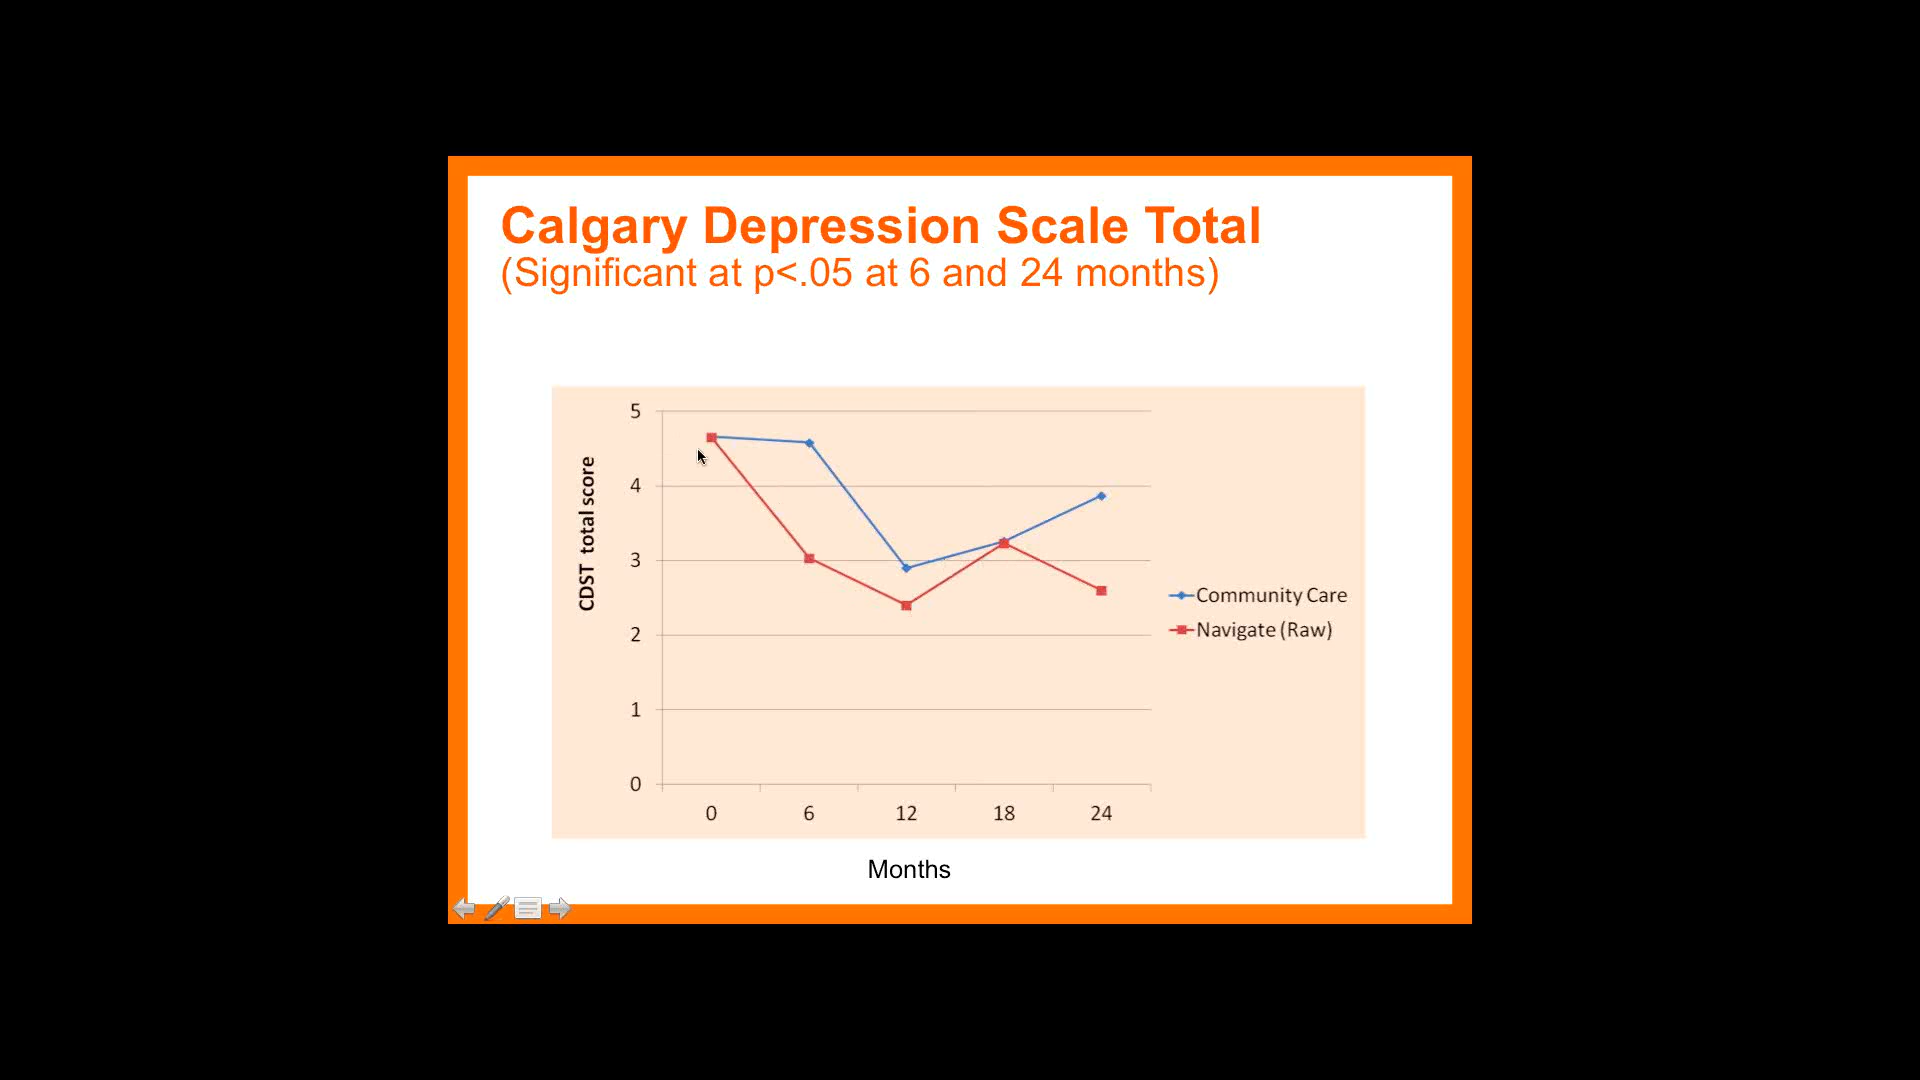 Calgary Depression Scale Total
(Significant at p<.05 at 6 and 24 months)
CDST total score
5
4
3
2
1
0
0 6 12 18 24
Community Care
Navigate (Raw)
Months